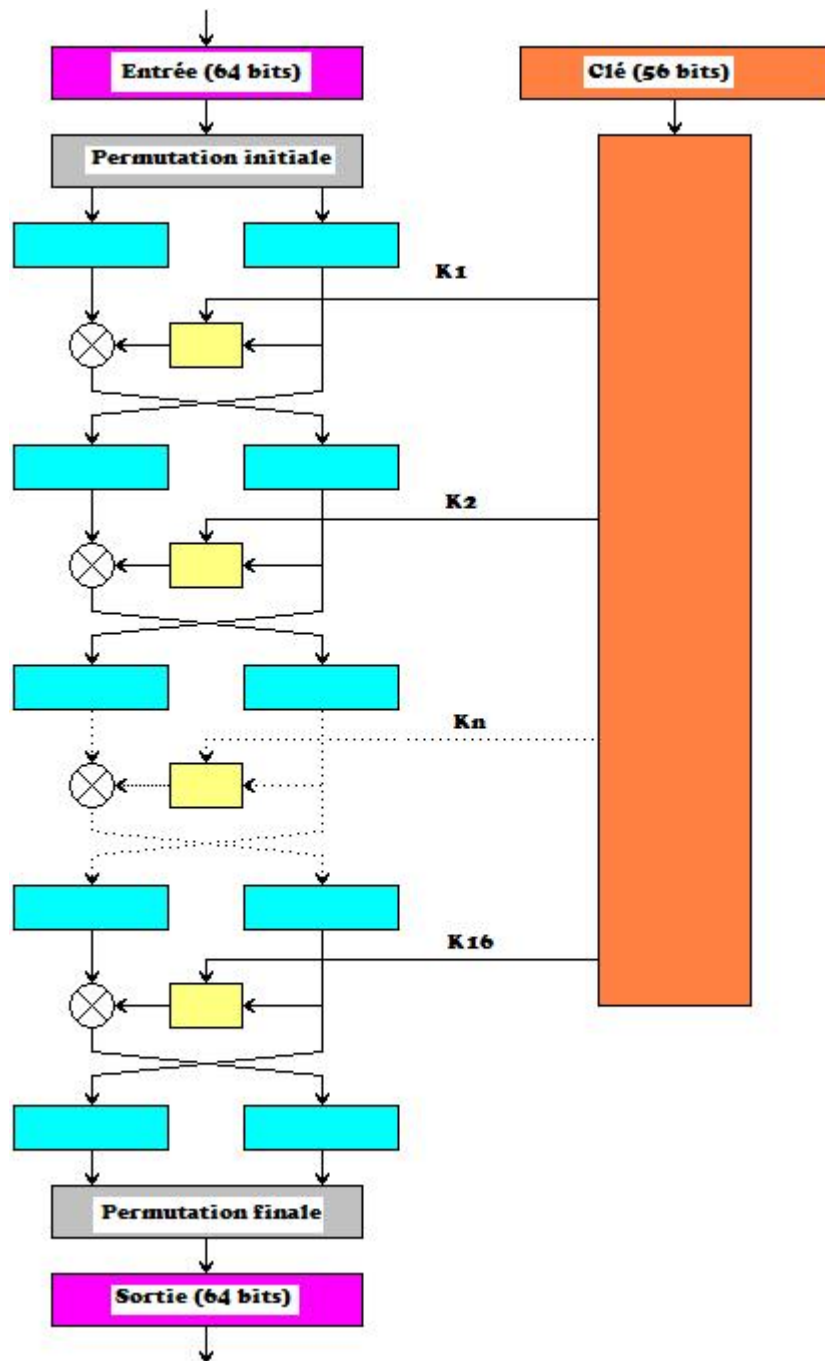 Entrée (64 bits)
Clé (56 bits)
Permutation initiale
K1
K2
Kn
K16
Permutation finale
Sortie (64 bits)